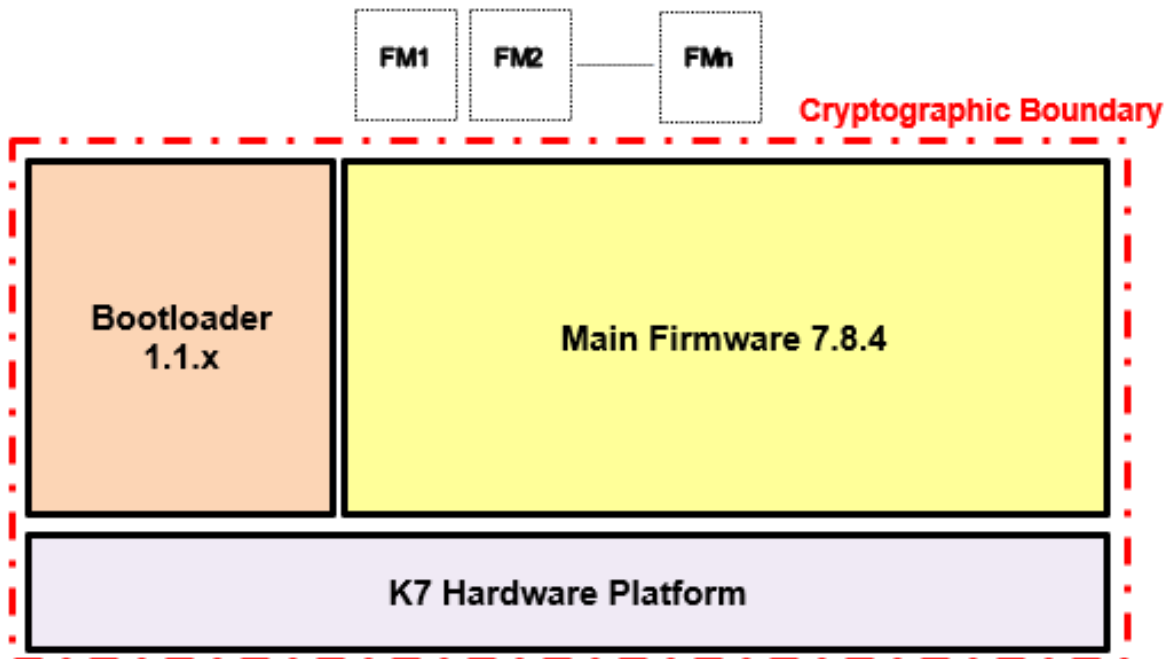 FM1 FM2 FMn
Cryptographic Boundary
Bootloader
1.1.x
Main Firmware 7.8.4
K7 Hardware Platform